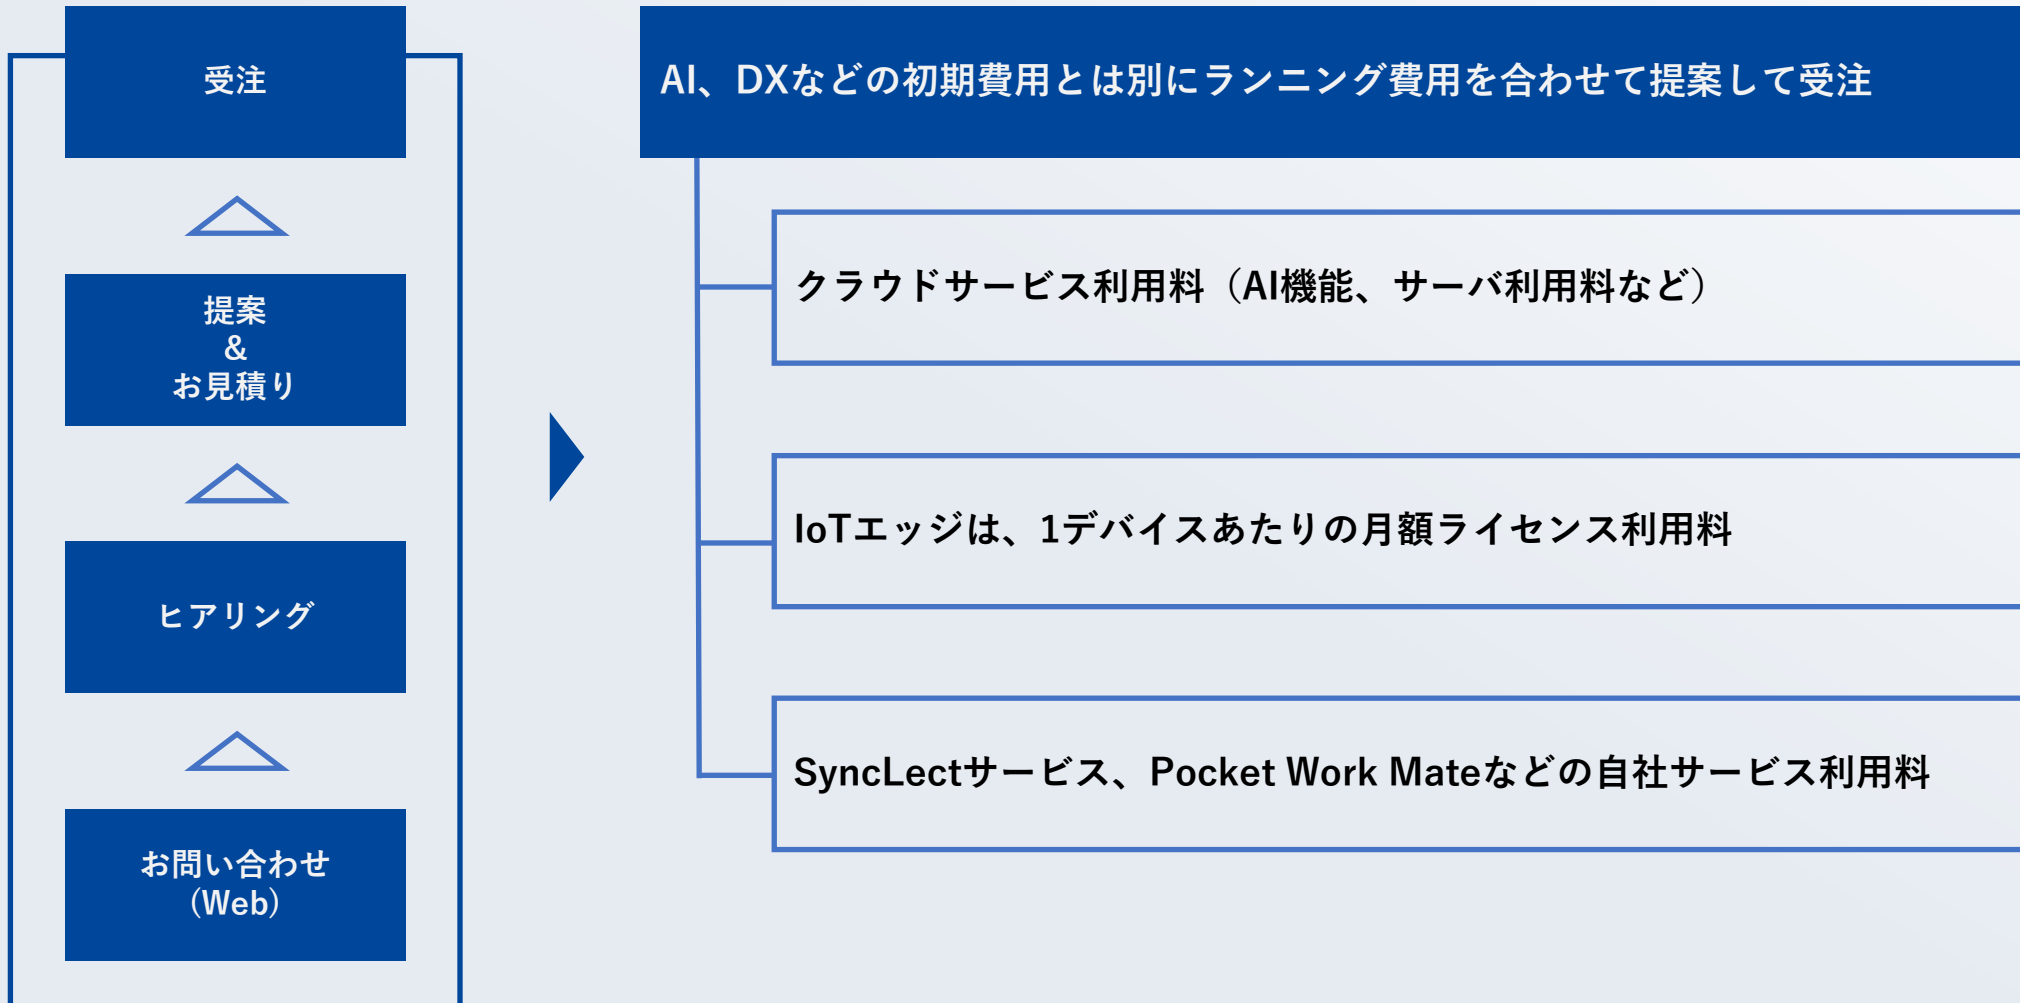 受注
提案
&
お見積り
ヒアリング
お問い合わせ
(Web)
AI、DXなどの初期費用とは別にランニング費用を合わせて提案して受注
クラウドサービス利用料（AI機能、サーバ利用料など）
IoTエッジは、1デバイスあたりの月額ライセンス利用料
SyncLectサービス、Pocket Work Mateなどの自社サービス利用料